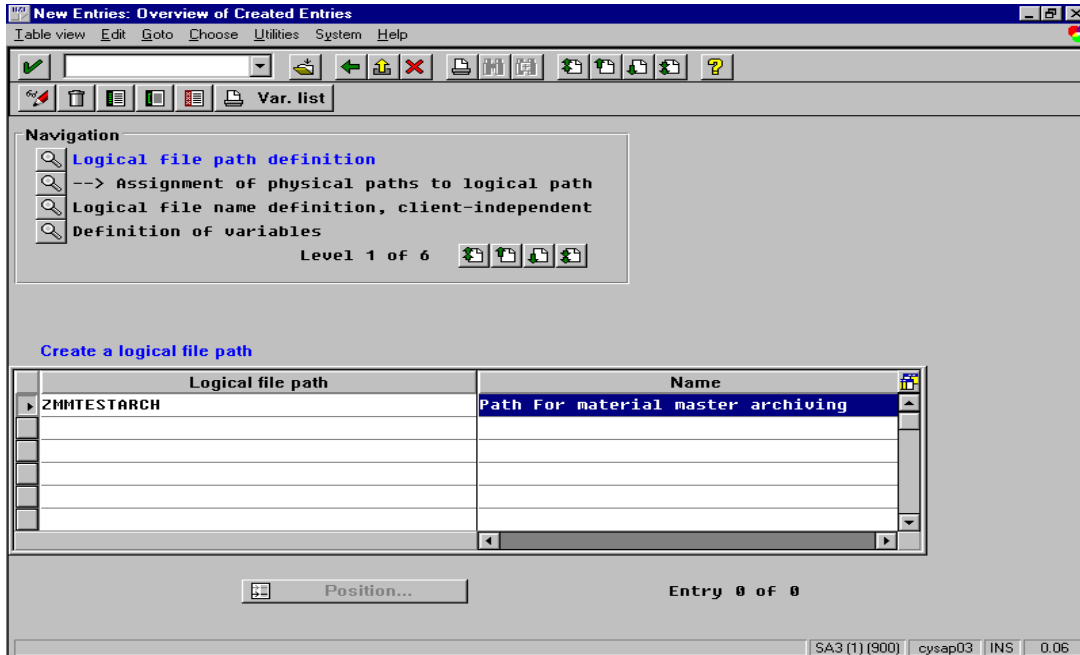 New Entries: Overview of Created Entries
Table view Edit Goto Choose Utilities System Help
Var. list
Navigation
Logical file path definition
--> Assignment of physical paths to logical path
Logical file name definition, client-independent
Definition of variables
Level 1 of 6
Create a logical file path
Logical file path Name
ZMMTESTARCH Path For material master archiving
Position... Entry 0 of 0
SA3 (1) (900) cysap03 INS 0.06